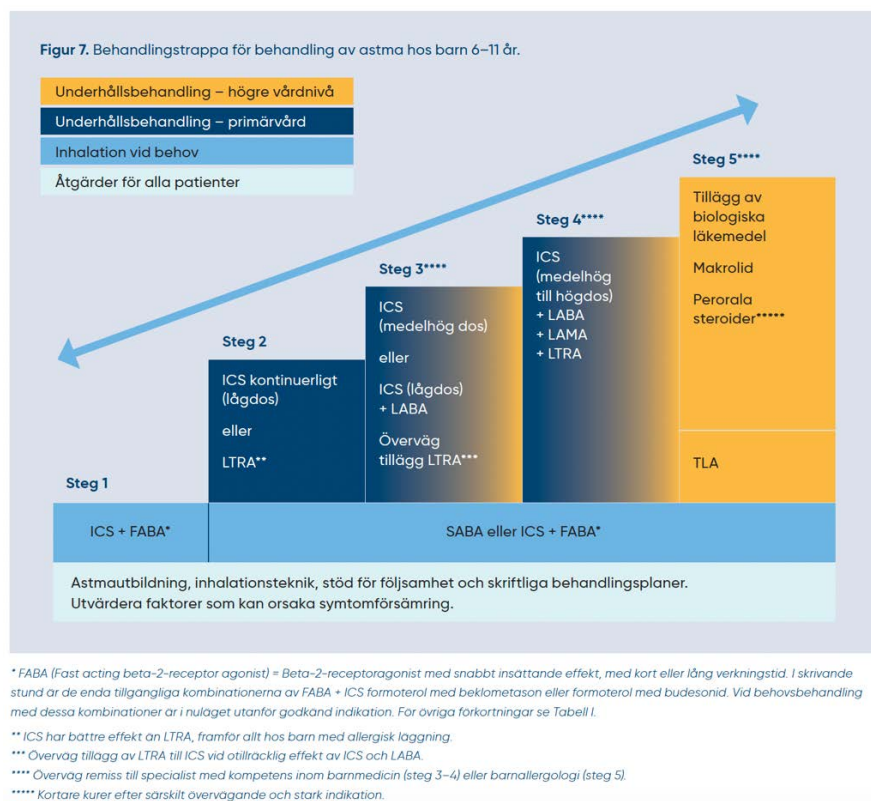 Figur 7. Behandlingstrappa för behandling av astma hos barn 6–11 år.
Underhållsbehandling – högre vårdnivå
Underhållsbehandling – primärvård
Inhalation vid behov
Åtgärder för alla patienter
Steg 1
ICS + FABA*
Steg 2
ICS kontinuerligt
(lågdos)
eller
LTRA**
Steg 3****
ICS
(medelhög dos)
eller
ICS (lågdos)
+ LABA
Överväg
tillägg LTRA***
Steg 4****
ICS
(medelhög
till högdos)
+ LABA
+ LAMA
+ LTRA
Steg 5****
Tillägg av
biologiska
läkemedel
Makrolid
Perorala
steroider*****
TLA
SABA eller ICS + FABA*
Astmautbildning, inhalationsteknik, stöd för följsamhet och skriftliga behandlingsplaner.
Utvärdera faktorer som kan orsaka symtomförsämring.
* FABA (Fast acting beta-2-receptor agonist) = Beta-2-receptoragonist med snabbt insättande effekt, med kort eller lång verkningstid. I skrivande
stund är de enda tillgängliga kombinationerna av FABA + ICS formoterol med beklometason eller formoterol med budesonid. Vid behovsbehandling
med dessa kombinationer är i nuläget utanför godkänd indikation. För övriga förkortningar se Tabell I.
** ICS har bättre effekt än LTRA, framför allt hos barn med allergisk läggning.
*** Överväg tillägg av LTRA till ICS vid otillräcklig effekt av ICS och LABA.
**** Överväg remiss till specialist med kompetens inom barnmedicin (steg 3–4) eller barnallergologi (steg 5).
***** Kortare kurer efter särskilt övervägande och stark indikation.